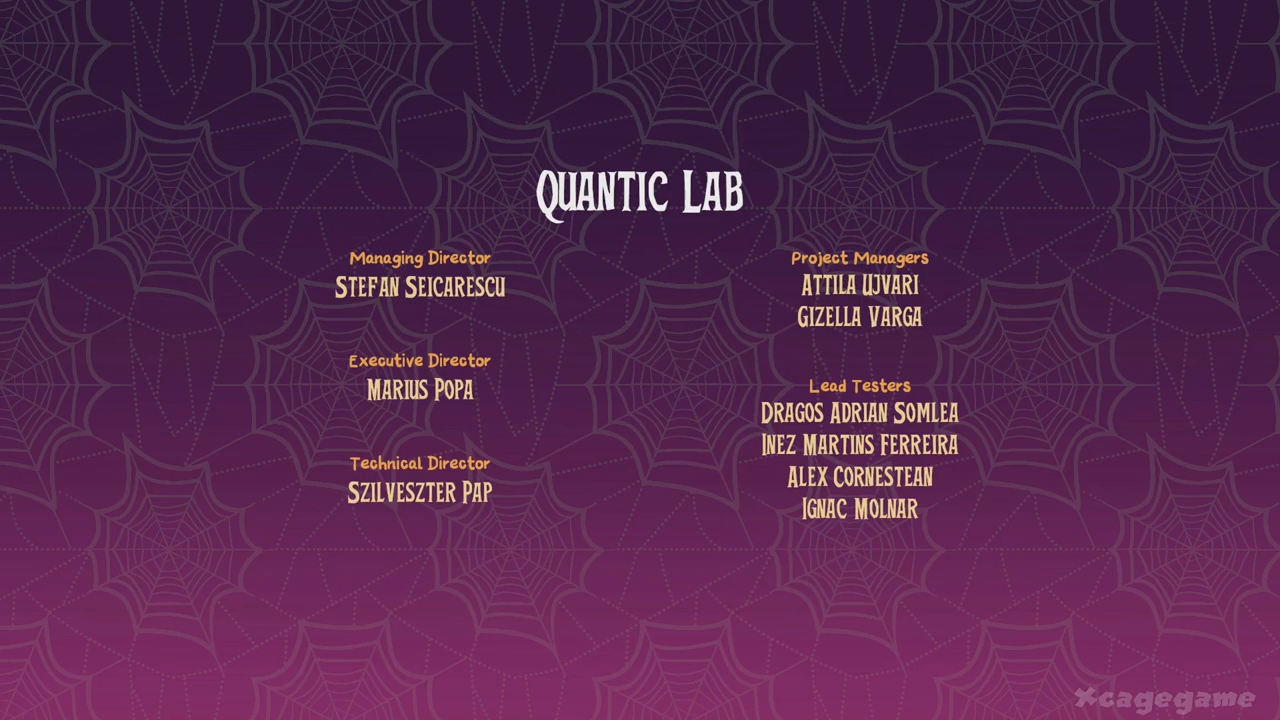 Quantic Lab
Managing Director
Stefan Seicarescu
Executive Director
Marius Popa
Technical Director
Szilveszter Pap
Project Managers
Attila Ujvari
Gizella Varga
Lead Testers
Dragos Adrian Somlea
Inez Martins Ferreira
Alex Cornestean
Ignac Molnar
Xcagegame